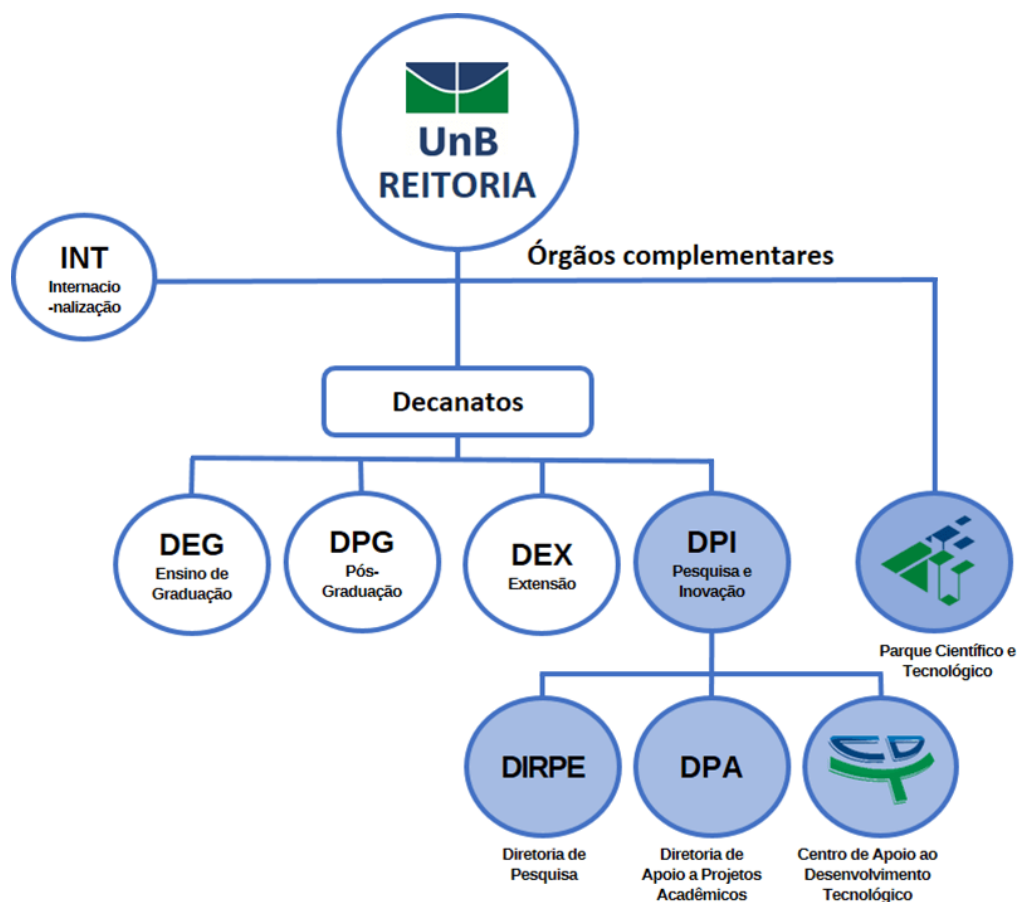 UnB
REITORIA
Órgãos complementares
INT
Internacio
-nalização
Decanatos
DEG
Ensino de
Graduação
DPG
Pós-
Graduação
DEX
Extensão
DPI
Pesquisa e
Inovação
Parque Científico e
Tecnológico
DIRPE
DPA
CDT
Diretoria de
Pesquisa
Diretoria de
Apoio a Projetos
Acadêmicos
Centro de Apoio ao
Desenvolvimento
Tecnológico